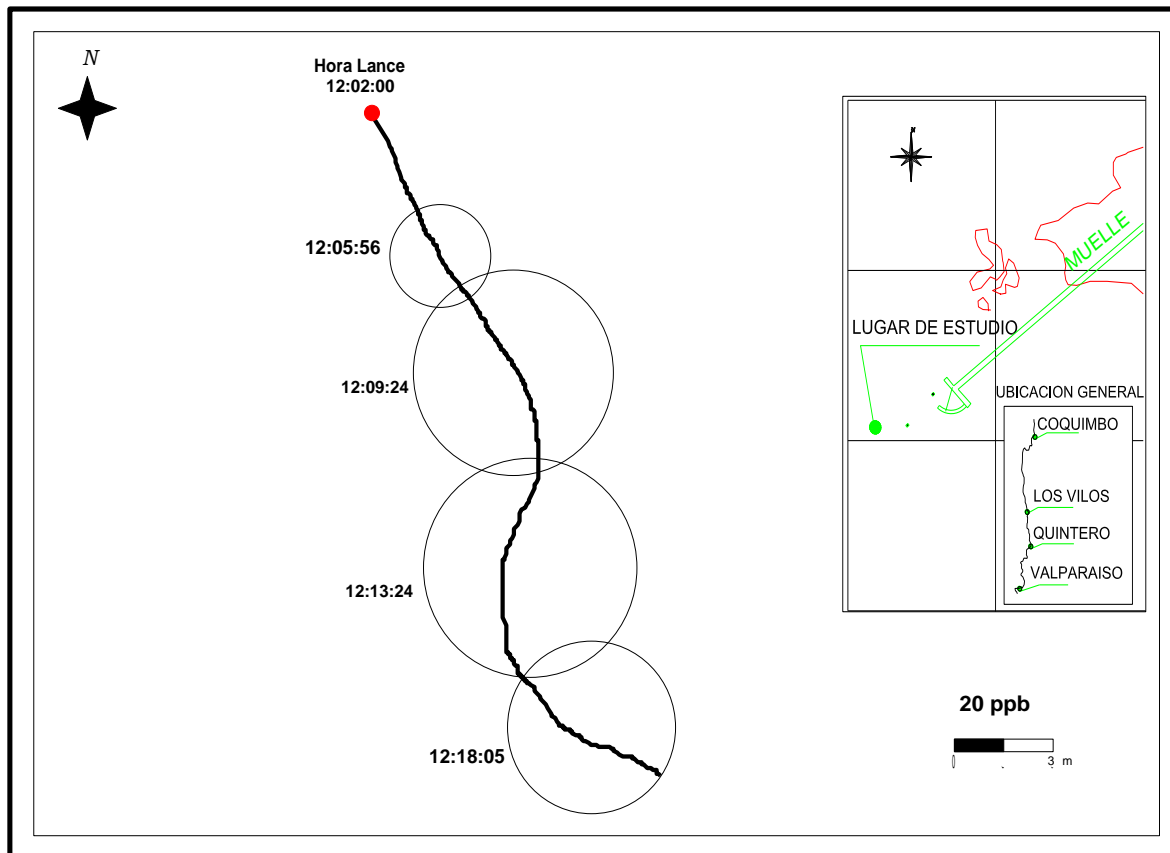 N
Hora Lance
12:02:00
12:05:56
12:09:24
12:13:24
12:18:05
N
MUELLE
LUGAR DE ESTUDIO
UBICACION GENERAL
COQUIMBO
LOS VILOS
QUINTERO
VALPARAISO
20 ppb
0 3 m